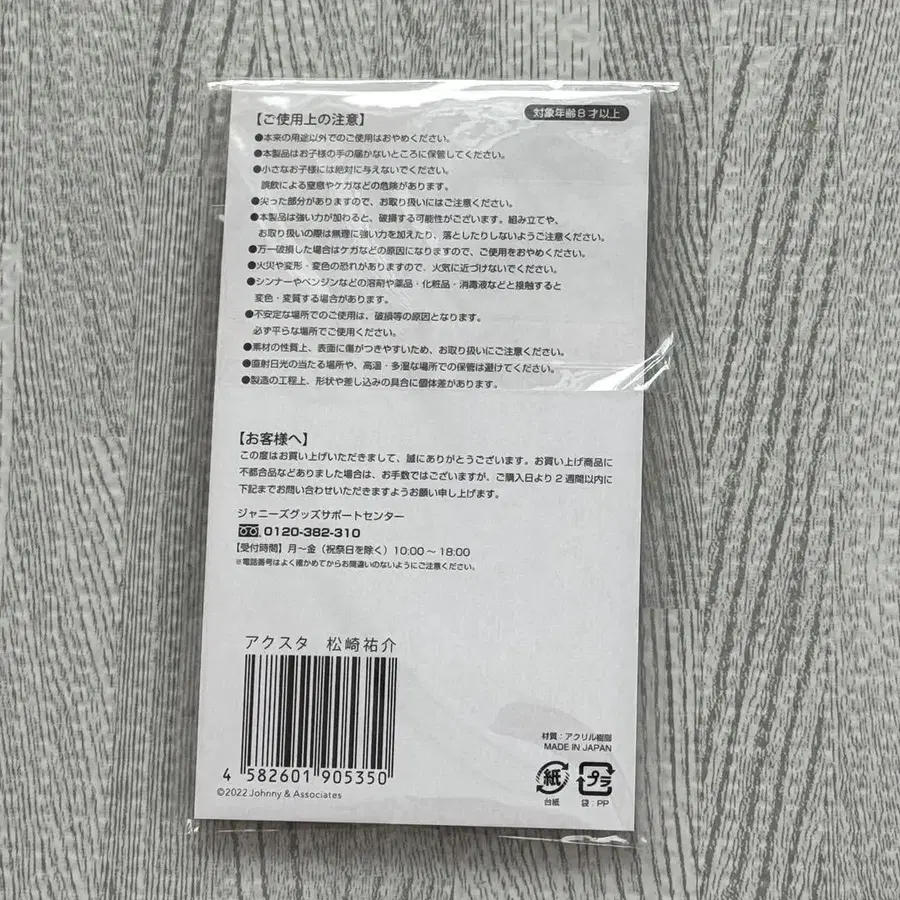 【ご使用上の注意】
対象年齢8才以上
●本来の用途以外でのご使用はおやめください。
●本製品はお子様の手の届かないところに保管してください。
●小さなお子様には絶対に与えないでください。
誤飲による窒息やケガなどの危険があります。
●尖った部分がありますので、お取り扱いにはご注意ください。
●本製品は強い力が加わると、破損する可能性がございます。組み立てや、
お取り扱いの際は無理に強い力を加えたり、落としたりしないようご注意ください。
●万一破損した場合はケガなどの原因になりますので、ご使用をおやめください。
●火災や変形・変色の恐れがありますので、火気に近づけないでください。
●シンナーやベンジンなどの溶剤や薬品・化粧品・消毒液などと接触すると
変色・変質する場合があります。
●不安定な場所でのご使用は、破損等の原因となります。
必ず平らな場所でご使用ください。
●素材の性質上、表面に傷がつきやすいため、お取り扱いにご注意ください。
●直射日光の当たる場所や、高温・多湿な場所での保管は避けてください。
●製造の工程上、形状や差し込みの具合に個体差があります。
【お客様へ】
この度はお買い上げいただきまして、誠にありがとうございます。お買い上げ商品に
不都合品などありました場合は、お手数ではございますが、ご購入日より2週間以内に
下記までお問い合わせいただきますようお願い申し上げます。
ジャニーズグッズサポートセンター
0120-382-310
【受付時間】月～金（祝祭日を除く）10:00～18:00
※電話番号はよく確かめてからお間違いのないようにご注意ください。
アクスタ 松崎祐介
4 582601 905350
©2022 Johnny & Associates
材質：アクリル樹脂
MADE IN JAPAN
紙 プラ
台紙 袋：PP